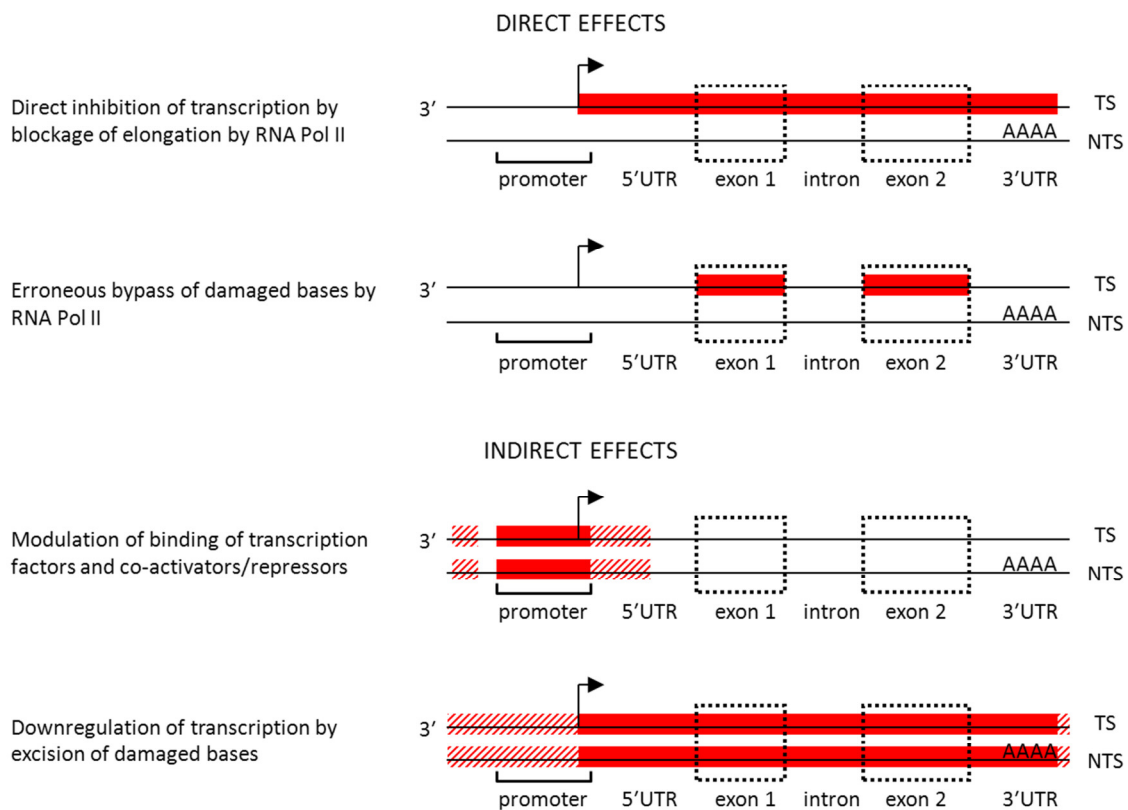 DIRECT EFFECTS
Direct inhibition of transcription by
blockage of elongation by RNA Pol II
3′
TS
AAAA
NTS
promoter 5′UTR exon 1 intron exon 2 3′UTR
Erroneous bypass of damaged bases by
RNA Pol II
3′
TS
AAAA
NTS
promoter 5′UTR exon 1 intron exon 2 3′UTR
INDIRECT EFFECTS
Modulation of binding of transcription
factors and co-activators/repressors
3′
TS
AAAA
NTS
promoter 5′UTR exon 1 intron exon 2 3′UTR
Downregulation of transcription by
excision of damaged bases
3′
TS
AAAA
NTS
promoter 5′UTR exon 1 intron exon 2 3′UTR